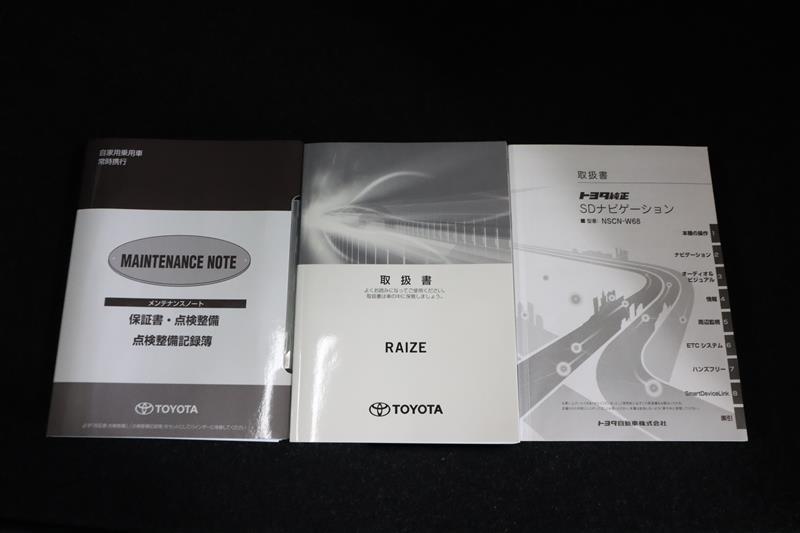 自家用乗用車
常時携行
MAINTENANCE NOTE
メンテナンスノート
保証書・点検整備
点検整備記録簿
TOYOTA
取扱書
よくお読みになってご使用ください。
取扱書は車の中に保管しましょう。
RAIZE
TOYOTA
取扱書
トヨタ純正
SDナビゲーション
■ 型番: NSCN-W68
本機の操作 1
ナビゲーション 2
オーディオ&
ビジュアル 3
情報 4
周辺監視 5
ETCシステム 6
ハンズフリー 7
SmartDeviceLink 8
索引
トヨタ自動車株式会社